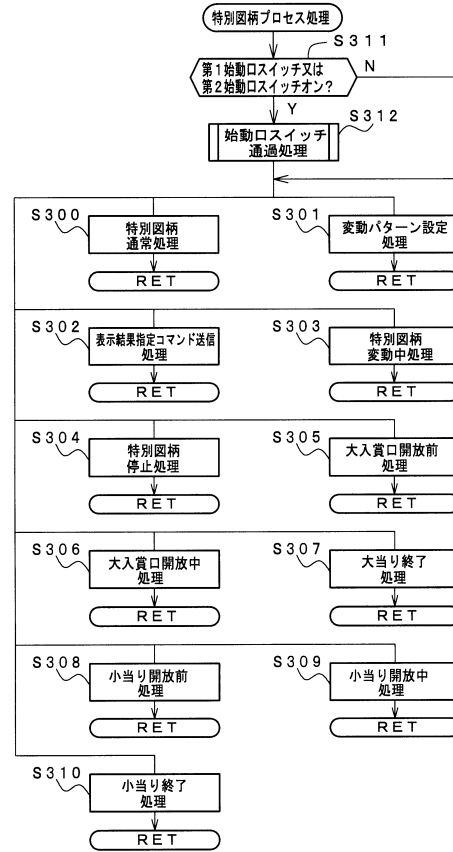 特別図柄プロセス処理
S311
第1始動口スイッチ又は
第2始動口スイッチオン?
N
Y
S312
始動口スイッチ
通過処理
S300
特別図柄
通常処理
RET
S301
変動パターン設定
処理
RET
S302
表示結果指定コマンド送信
処理
RET
S303
特別図柄
変動中処理
RET
S304
特別図柄
停止処理
RET
S305
大入賞口開放前
処理
RET
S306
大入賞口開放中
処理
RET
S307
大当り終了
処理
RET
S308
小当り開放前
処理
RET
S309
小当り開放中
処理
RET
S310
小当り終了
処理
RET